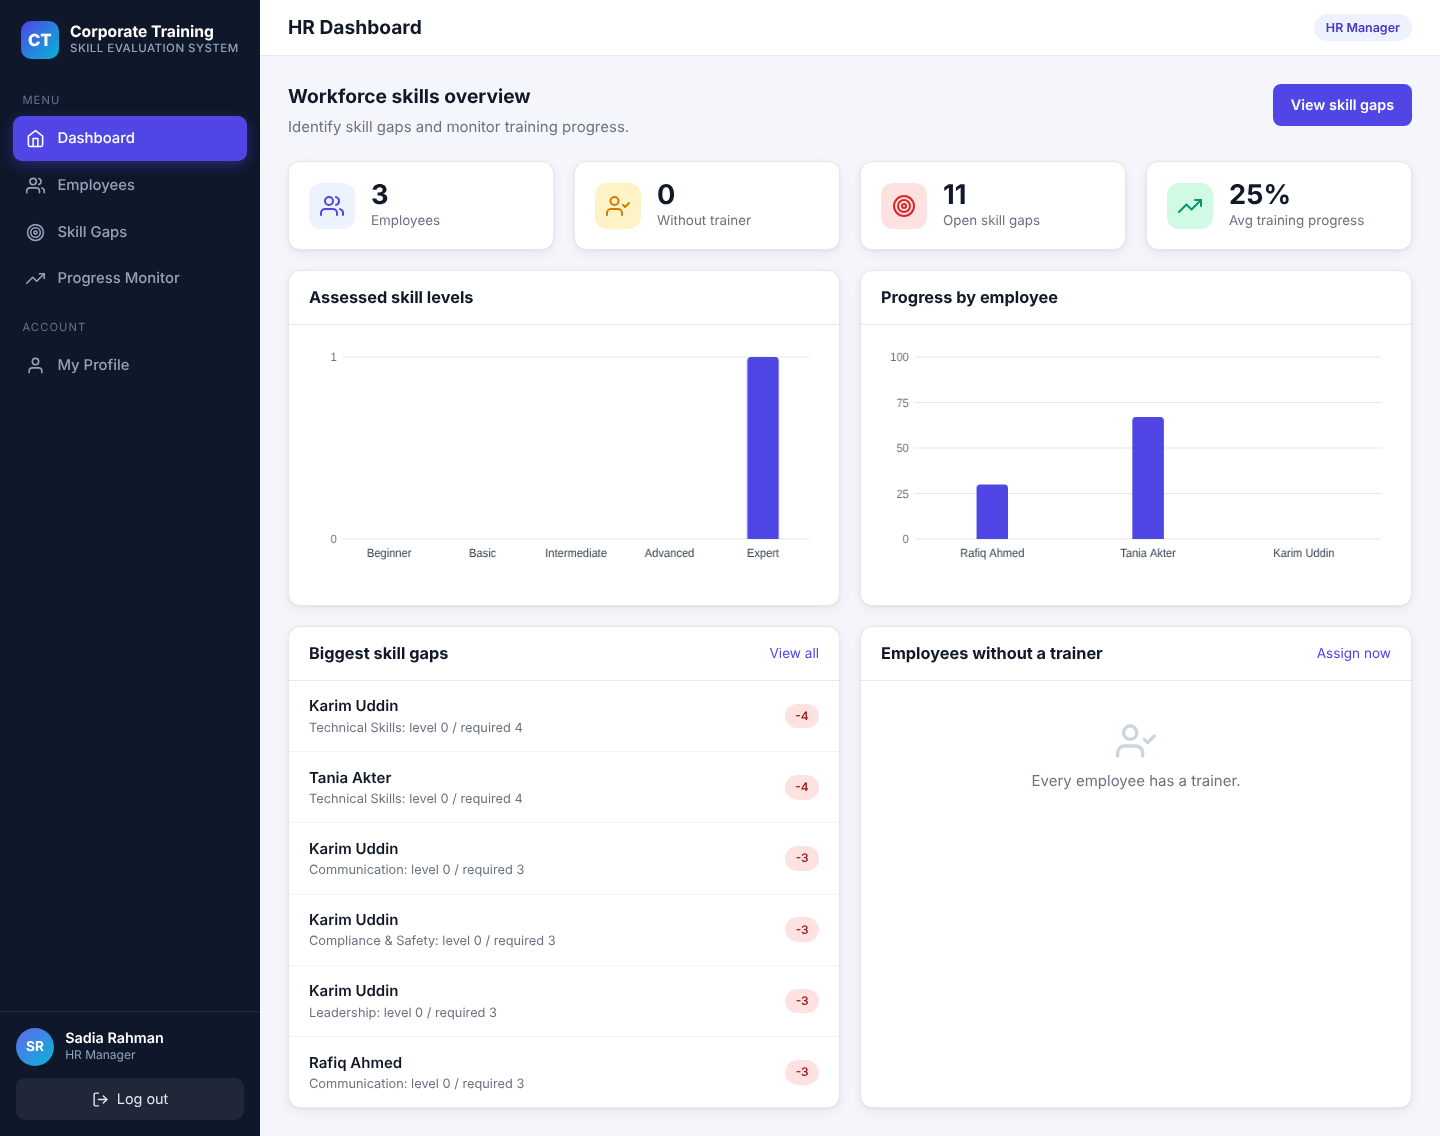 CT
Corporate Training
SKILL EVALUATION SYSTEM
MENU
Dashboard
Employees
Skill Gaps
Progress Monitor
ACCOUNT
My Profile
SR
Sadia Rahman
HR Manager
Log out
HR Dashboard
HR Manager
Workforce skills overview
Identify skill gaps and monitor training progress.
View skill gaps
3
Employees
0
Without trainer
11
Open skill gaps
25%
Avg training progress
Assessed skill levels
1
0
Beginner Basic Intermediate Advanced Expert
Progress by employee
100
75
50
25
0
Rafiq Ahmed Tania Akter Karim Uddin
Biggest skill gaps View all
Karim Uddin
Technical Skills: level 0 / required 4
-4
Tania Akter
Technical Skills: level 0 / required 4
-4
Karim Uddin
Communication: level 0 / required 3
-3
Karim Uddin
Compliance & Safety: level 0 / required 3
-3
Karim Uddin
Leadership: level 0 / required 3
-3
Rafiq Ahmed
Communication: level 0 / required 3
-3
Employees without a trainer Assign now
Every employee has a trainer.